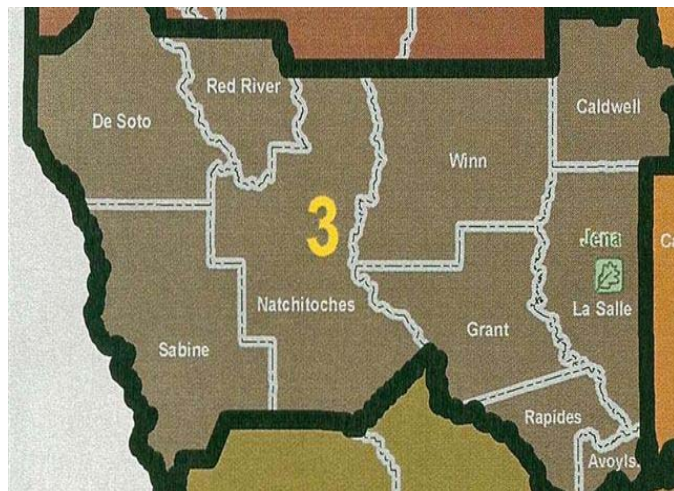 Red River
Caldwell
De Soto
Winn
3
Jena
Natchitoches
La Salle
Grant
Sabine
Rapides
Avoyls.